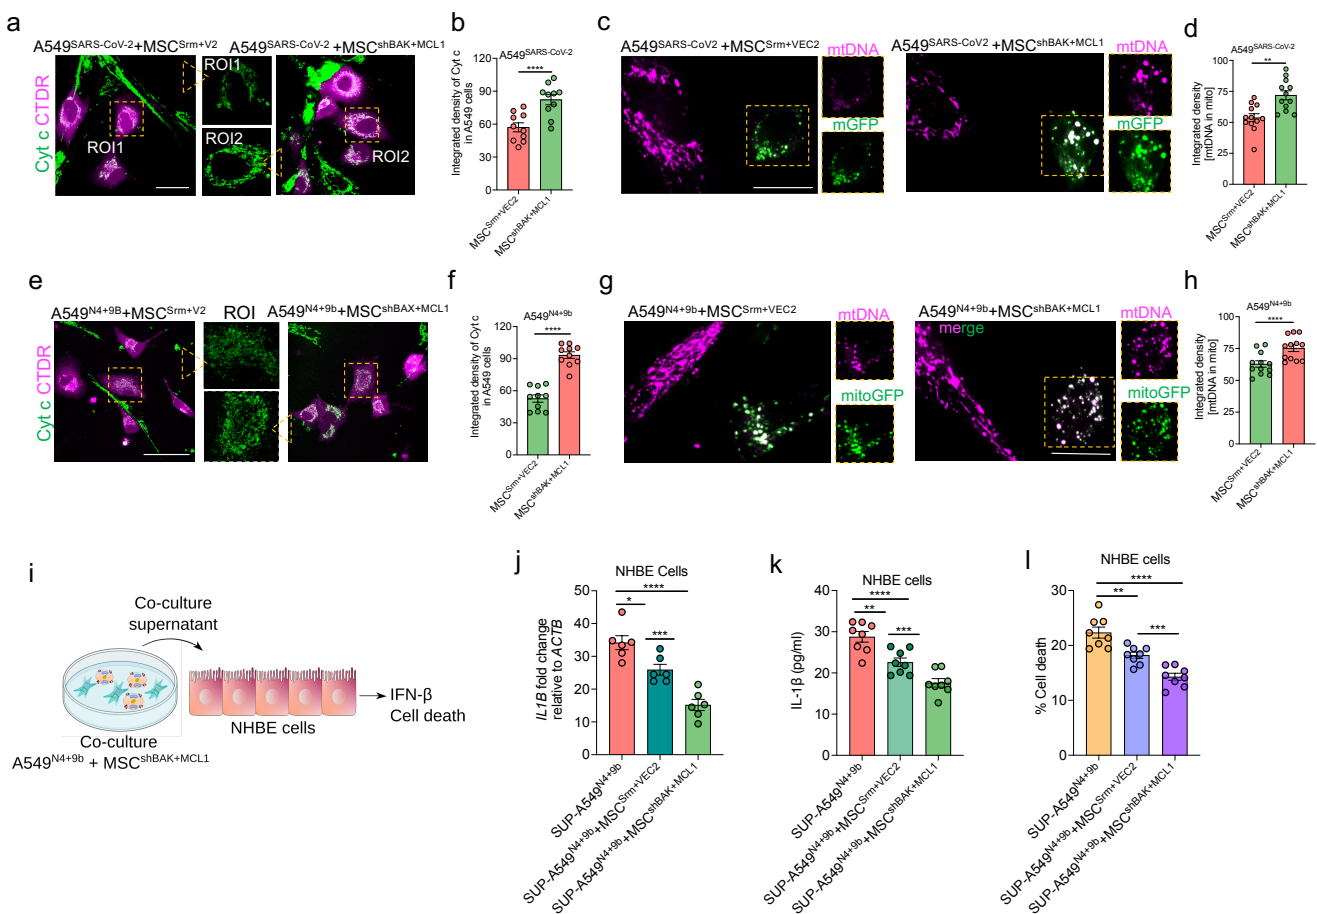 a
A549SARS-CoV-2+MSCSrm+V2
A549SARS-CoV-2 +MSCshBAK+MCL1
Cyt c CTDR
ROI1
ROI1
ROI2
ROI2
b
A549SARS-CoV-2
****
Integrated density of Cyt c
in A549 cells
120
90
60
30
0
MSCSrm+VEC2
MSCshBAK+MCL1
c
A549SARS-CoV2 +MSCSrm+VEC2
mtDNA
mGFP
A549SARS-CoV2 +MSCshBAK+MCL1
mtDNA
mGFP
d
A549SARS-CoV-2
**
Integrated density
[mtDNA in mito]
100
75
50
25
0
MSCSrm+VEC2
MSCshBAK+MCL1
e
A549N4+9B+MSCSrm+V2
ROI
A549N4+9b+MSCshBAX+MCL1
Cyt c CTDR
f
A549N4+9b
****
Integrated density of Cyt c
in A549 cells
120
90
60
30
0
MSCSrm+VEC2
MSCshBAK+MCL1
g
A549N4+9b+MSCSrm+VEC2
mtDNA
mitoGFP
A549N4+9b+MSCshBAK+MCL1
merge
mtDNA
mitoGFP
h
A549N4+9b
****
Integrated density
[mtDNA in mito]
100
75
50
25
0
MSCSrm+VEC2
MSCshBAK+MCL1
i
Co-culture
supernatant
NHBE cells
IFN-β
Cell death
Co-culture
A549N4+9b + MSCshBAK+MCL1
j
NHBE Cells
****
*
***
IL1B fold change
relative to ACTB
50
40
30
20
10
0
SUP-A549N4+9b
SUP-A549N4+9b+MSCSrm+VEC2
SUP-A549N4+9b+MSCshBAK+MCL1
k
NHBE cells
****
**
***
IL-1β (pg/ml)
40
30
20
10
0
SUP-A549N4+9b
SUP-A549N4+9b+MSCSrm+VEC2
SUP-A549N4+9b+MSCshBAK+MCL1
l
NHBE cells
****
**
***
% Cell death
30
20
10
0
SUP-A549N4+9b
SUP-A549N4+9b+MSCSrm+VEC2
SUP-A549N4+9b+MSCshBAK+MCL1